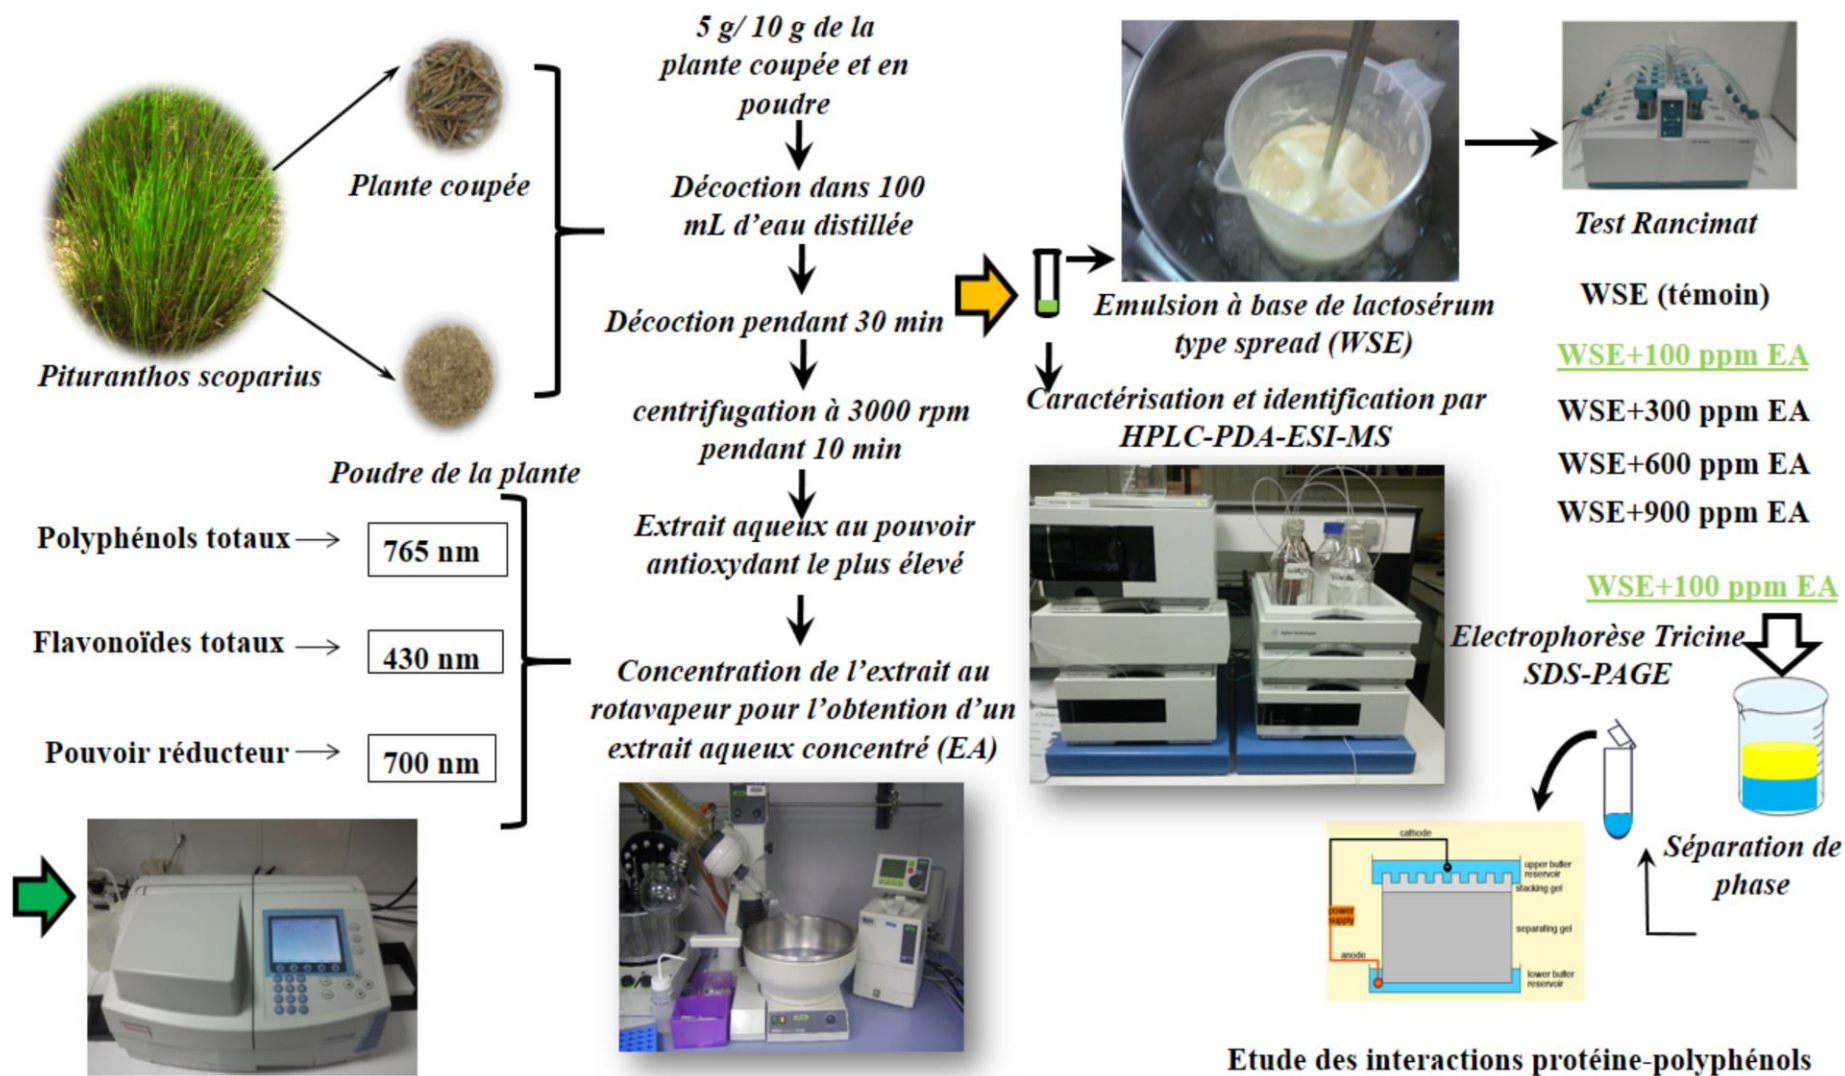 Pituranthos scoparius
Plante coupée
Poudre de la plante
Polyphénols totaux
765 nm
Flavonoïdes totaux
430 nm
Pouvoir réducteur
700 nm
5 g/ 10 g de la
plante coupée et en
poudre
Décoction dans 100
mL d’eau distillée
Décoction pendant 30 min
centrifugation à 3000 rpm
pendant 10 min
Extrait aqueux au pouvoir
antioxydant le plus élevé
Concentration de l’extrait au
rotavapeur pour l’obtention d’un
extrait aqueux concentré (EA)
Emulsion à base de lactosérum
type spread (WSE)
Caractérisation et identification par
HPLC-PDA-ESI-MS
Test Rancimat
WSE (témoin)
WSE+100 ppm EA
WSE+300 ppm EA
WSE+600 ppm EA
WSE+900 ppm EA
WSE+100 ppm EA
Electrophorèse Tricine
SDS-PAGE
Séparation de
phase
cathode
upper buffer
reservoir
stacking gel
power
supply
separating gel
anode
lower buffer
reservoir
Etude des interactions protéine-polyphénols